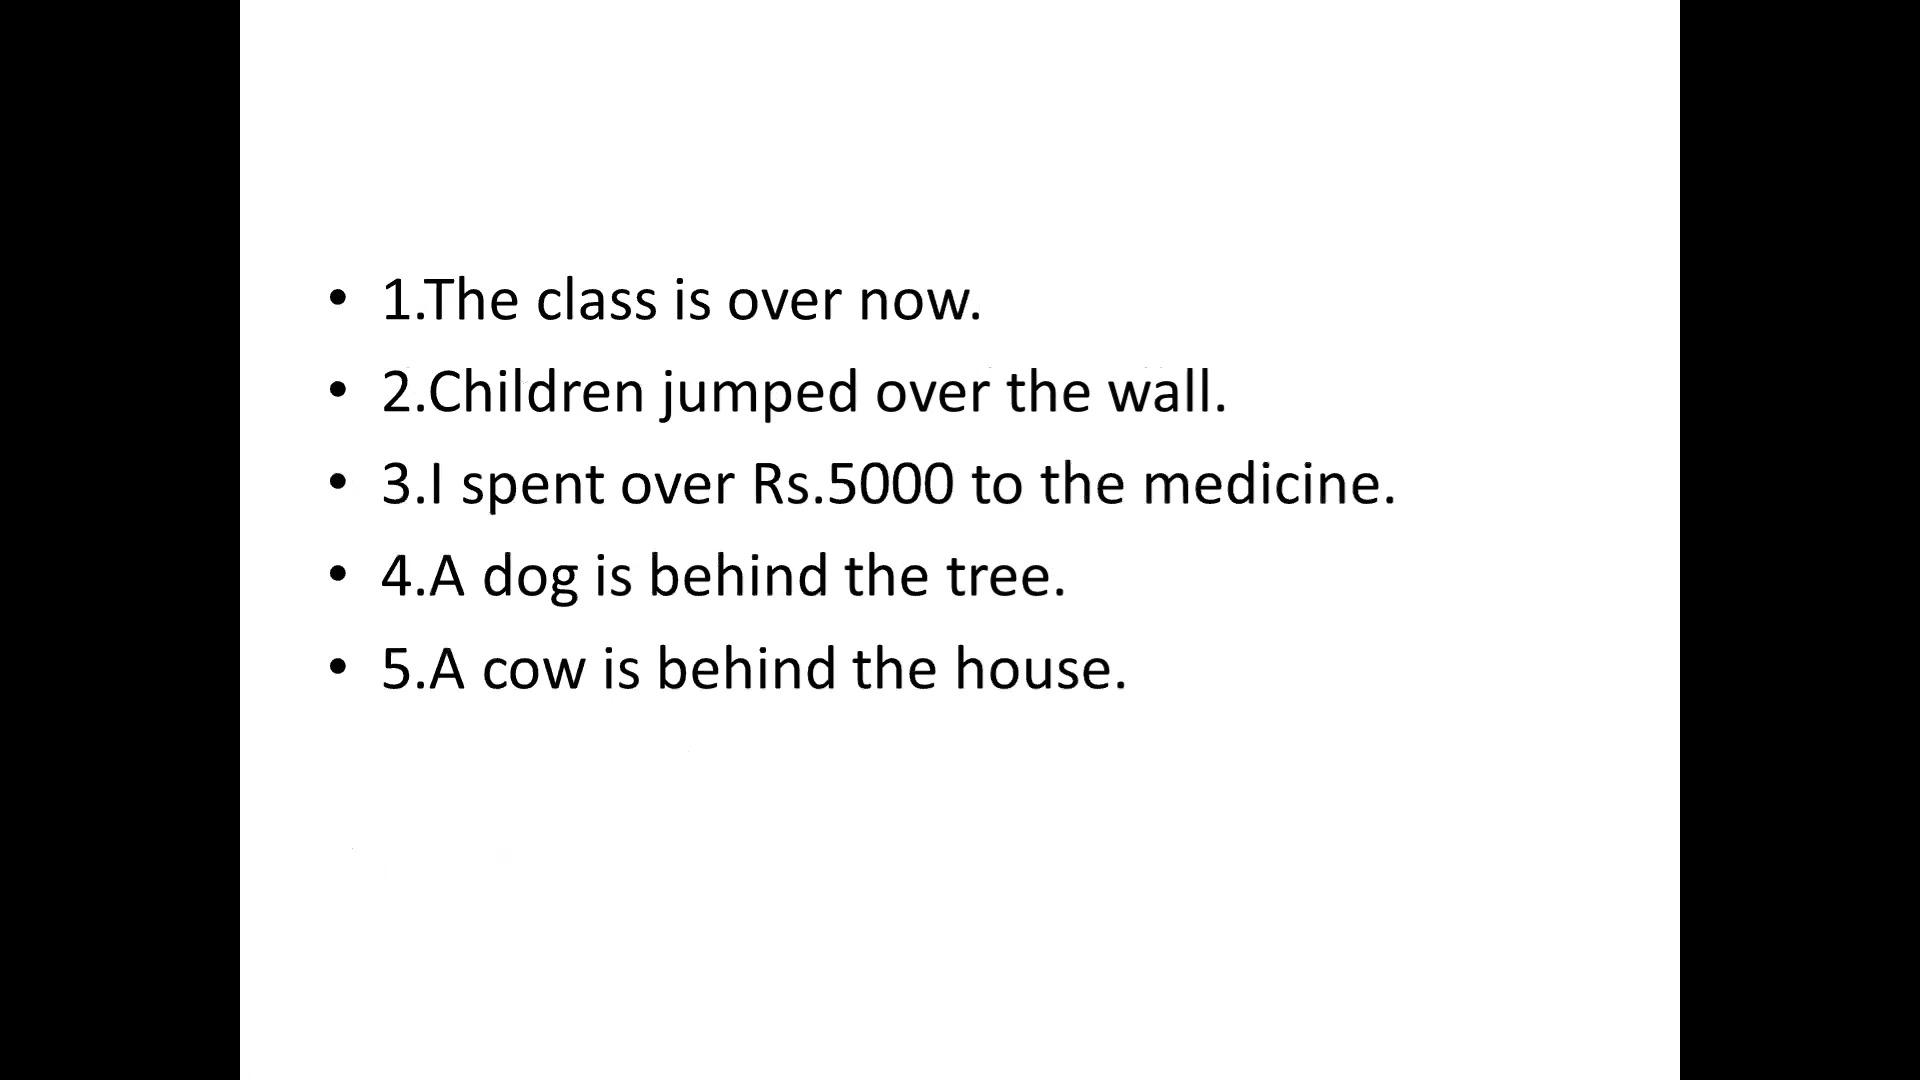 • 1.The class is over now.
• 2.Children jumped over the wall.
• 3.I spent over Rs.5000 to the medicine.
• 4.A dog is behind the tree.
• 5.A cow is behind the house.